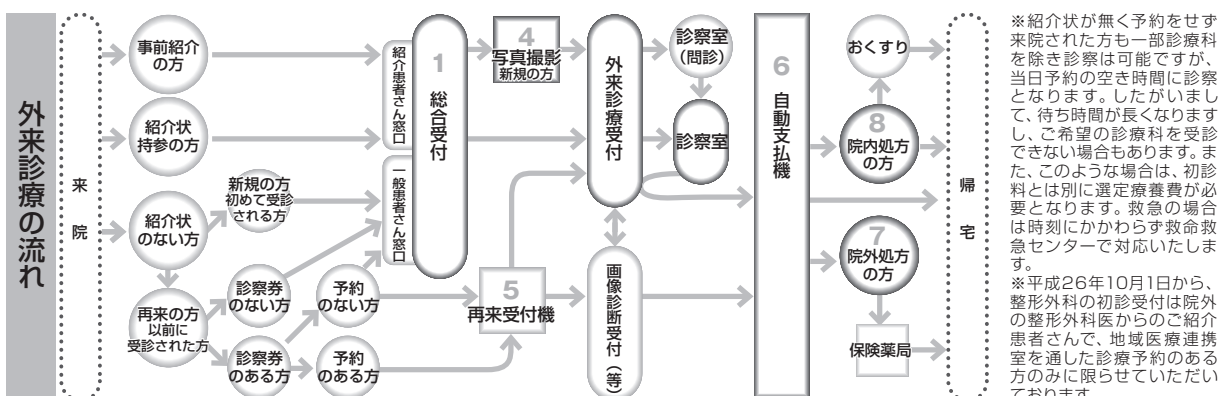 外来診療の流れ
来院
事前紹介
の方
紹介状
持参の方
紹介状
のない方
新規の方
初めて受診
される方
再来の方
以前に
受診された方
診察券
のない方
診察券
のある方
予約
のない方
予約
のある方
紹介患者さん窓口
一般患者さん窓口
1
総合受付
4
写真撮影
新規の方
5
再来受付機
外来診療受付
画像診断受付(等)
診察室
(問診)
診察室
6
自動支払機
おくすり
8
院内処方
の方
7
院外処方
の方
保険薬局
帰宅
※紹介状が無く予約をせず
来院された方も一部診療科
を除き診察は可能ですが、
当日予約の空き時間に診察
となります。したがいまし
て、待ち時間が長くなります
し、ご希望の診療科を受診
できない場合もあります。ま
た、このような場合は、初診
料とは別に選定療養費が必
要となります。救急の場合
は時刻にかかわらず救命救
急センターで対応いたしま
す。
※平成26年10月1日から、
整形外科の初診受付は院外
の整形外科医からのご紹介
患者さんで、地域医療連携
室を通した診療予約のある
方のみに限らせていただい
ております